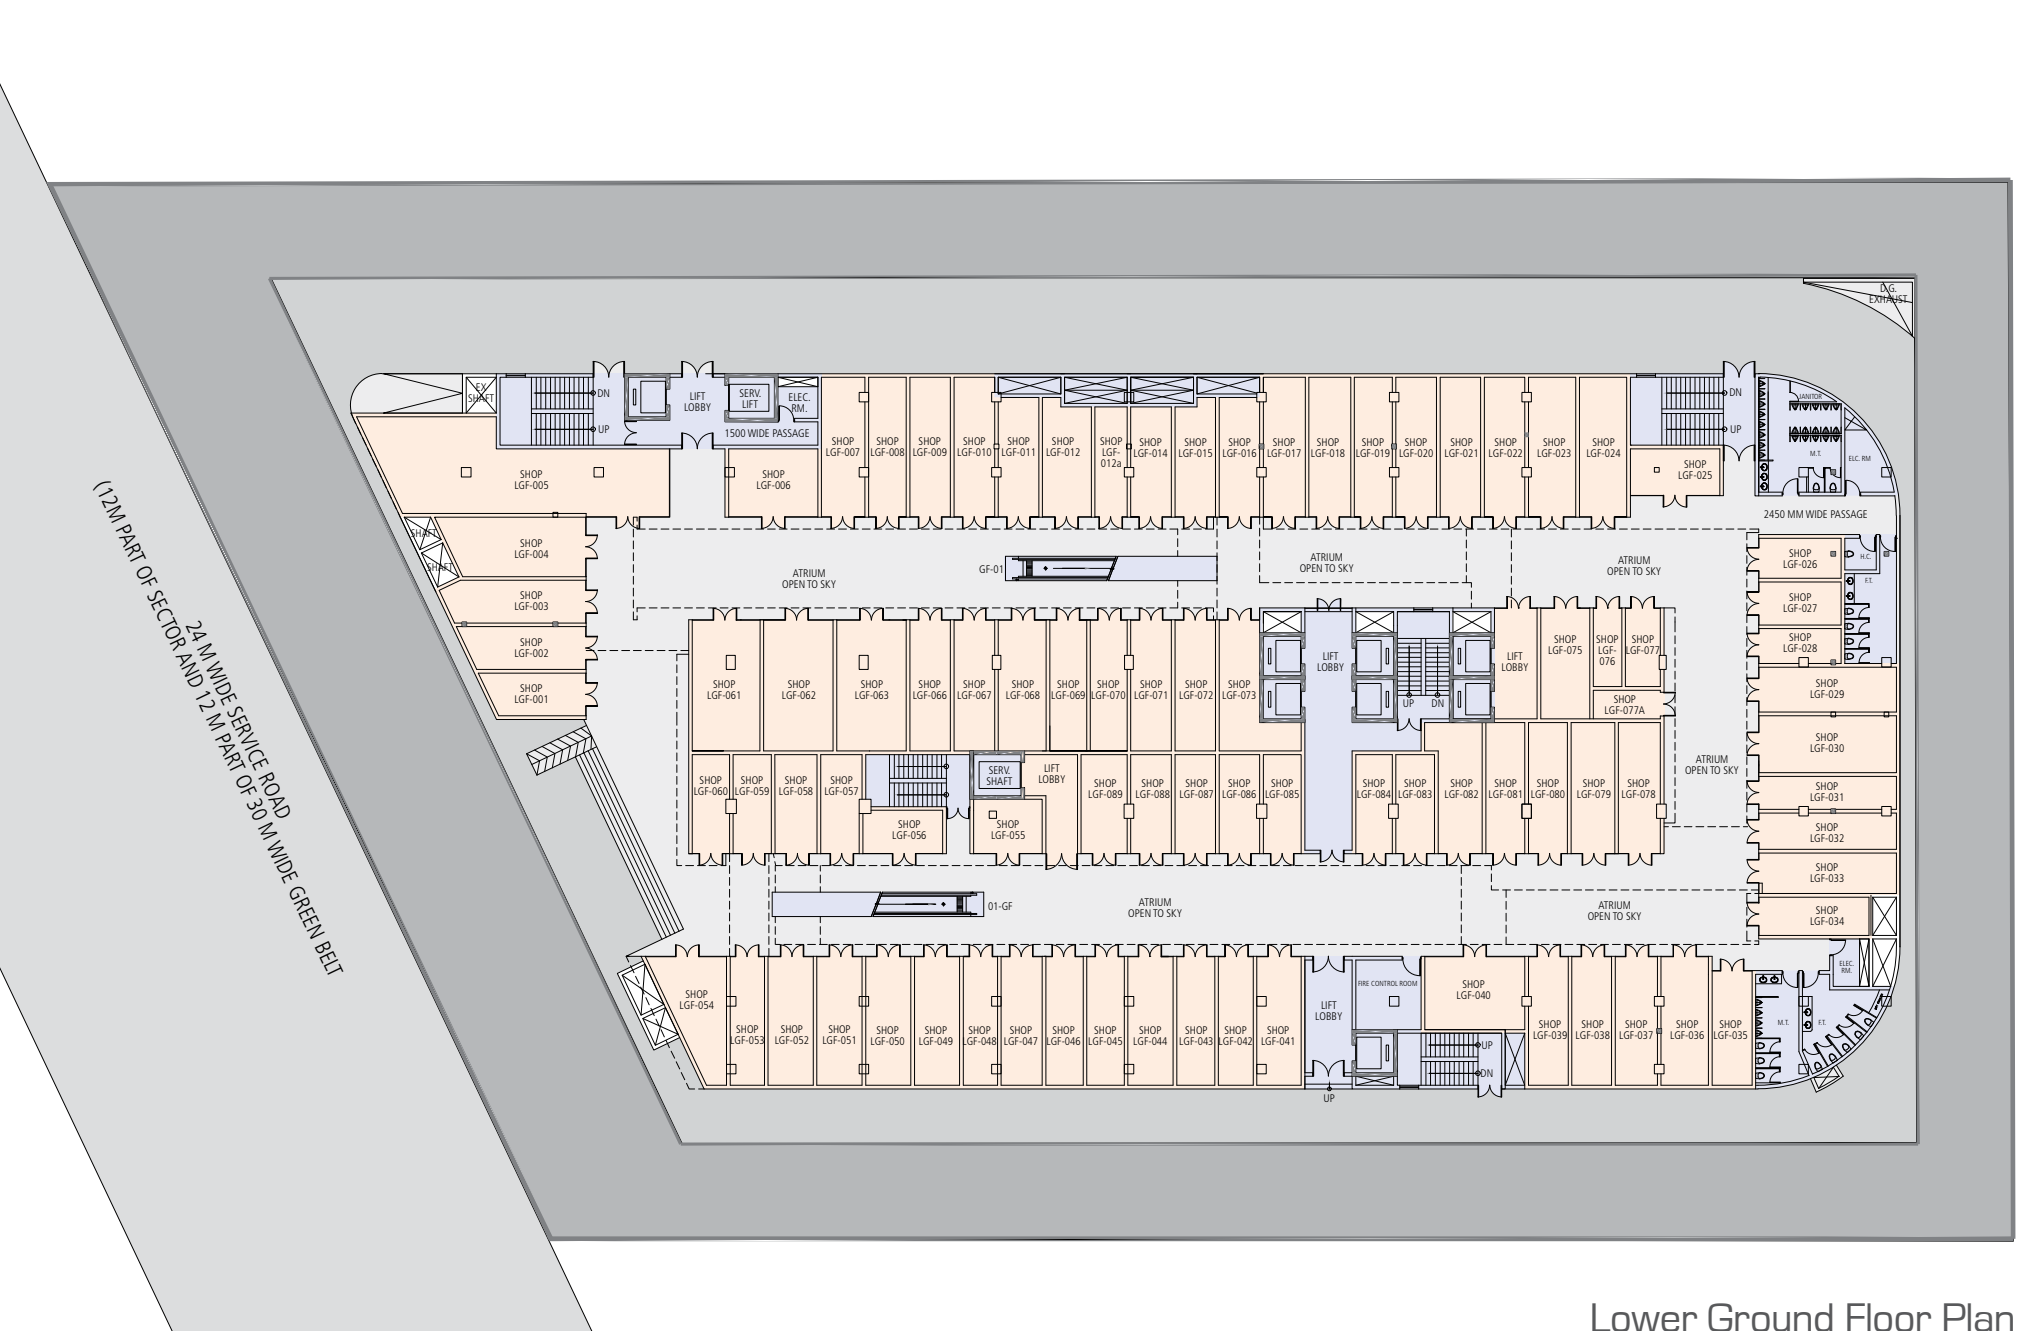 D.G.
EXHAUST
EX
SHAFT
DN
UP
LIFT
LOBBY
SERV.
LIFT
ELEC.
RM.
1500 WIDE PASSAGE
SHOP
LGF-005
SHOP
LGF-006
SHOP
LGF-007
SHOP
LGF-008
SHOP
LGF-009
SHOP
LGF-010
SHOP
LGF-011
SHOP
LGF-012
SHOP
LGF-
012a
SHOP
LGF-014
SHOP
LGF-015
SHOP
LGF-016
SHOP
LGF-017
SHOP
LGF-018
SHOP
LGF-019
SHOP
LGF-020
SHOP
LGF-021
SHOP
LGF-022
SHOP
LGF-023
SHOP
LGF-024
SHOP
LGF-025
DN
UP
JANITOR
M.T.
ELC. RM
2450 MM WIDE PASSAGE
SHAFT
SHAFT
SHOP
LGF-004
SHOP
LGF-003
SHOP
LGF-002
SHOP
LGF-001
ATRIUM
OPEN TO SKY
GF-01
ATRIUM
OPEN TO SKY
ATRIUM
OPEN TO SKY
SHOP
LGF-026
H.C.
F.T.
SHOP
LGF-027
SHOP
LGF-028
SHOP
LGF-029
SHOP
LGF-030
SHOP
LGF-031
SHOP
LGF-032
SHOP
LGF-033
SHOP
LGF-034
SHOP
LGF-061
SHOP
LGF-062
SHOP
LGF-063
SHOP
LGF-066
SHOP
LGF-067
SHOP
LGF-068
SHOP
LGF-069
SHOP
LGF-070
SHOP
LGF-071
SHOP
LGF-072
SHOP
LGF-073
LIFT
LOBBY
UP
DN
LIFT
LOBBY
SHOP
LGF-075
SHOP
LGF-
076
SHOP
LGF-077
SHOP
LGF-077A
ATRIUM
OPEN TO SKY
SHOP
LGF-060
SHOP
LGF-059
SHOP
LGF-058
SHOP
LGF-057
SHOP
LGF-056
SERV.
SHAFT
LIFT
LOBBY
SHOP
LGF-055
SHOP
LGF-089
SHOP
LGF-088
SHOP
LGF-087
SHOP
LGF-086
SHOP
LGF-085
SHOP
LGF-084
SHOP
LGF-083
SHOP
LGF-082
SHOP
LGF-081
SHOP
LGF-080
SHOP
LGF-079
SHOP
LGF-078
01-GF
ATRIUM
OPEN TO SKY
ATRIUM
OPEN TO SKY
SHOP
LGF-054
SHOP
LGF-053
SHOP
LGF-052
SHOP
LGF-051
SHOP
LGF-050
SHOP
LGF-049
SHOP
LGF-048
SHOP
LGF-047
SHOP
LGF-046
SHOP
LGF-045
SHOP
LGF-044
SHOP
LGF-043
SHOP
LGF-042
SHOP
LGF-041
LIFT
LOBBY
UP
FIRE CONTROL ROOM
SHOP
LGF-040
UP
DN
SHOP
LGF-039
SHOP
LGF-038
SHOP
LGF-037
SHOP
LGF-036
SHOP
LGF-035
ELEC.
RM.
M.T.
F.T.
24 M WIDE SERVICE ROAD
(12M PART OF SECTOR AND 12 M PART OF 30 M WIDE GREEN BELT
Lower Ground Floor Plan